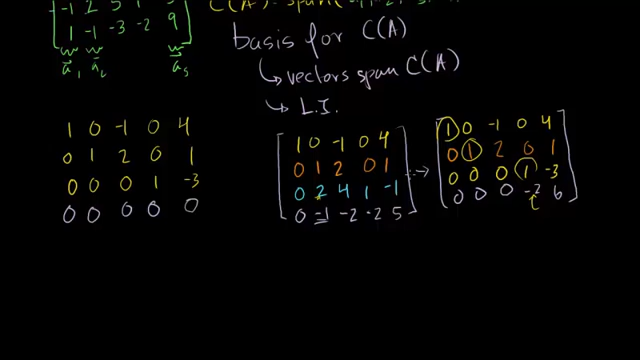 -1 2 5 1
1 -1 -3 -2 9
a₁ a₂ a₅
C(A) = span(
basis for C(A)
↳ vectors span C(A)
↳ L.I.
1 0 -1 0 4
0 1 2 0 1
0 0 0 1 -3
0 0 0 0 0
1 0 -1 0 4
0 1 2 0 1
0 2 4 1 -1
0 -1 -2 -2 5
→
1 0 -1 0 4
0 1 2 0 1
0 0 0 1 -3
0 0 0 -2 6